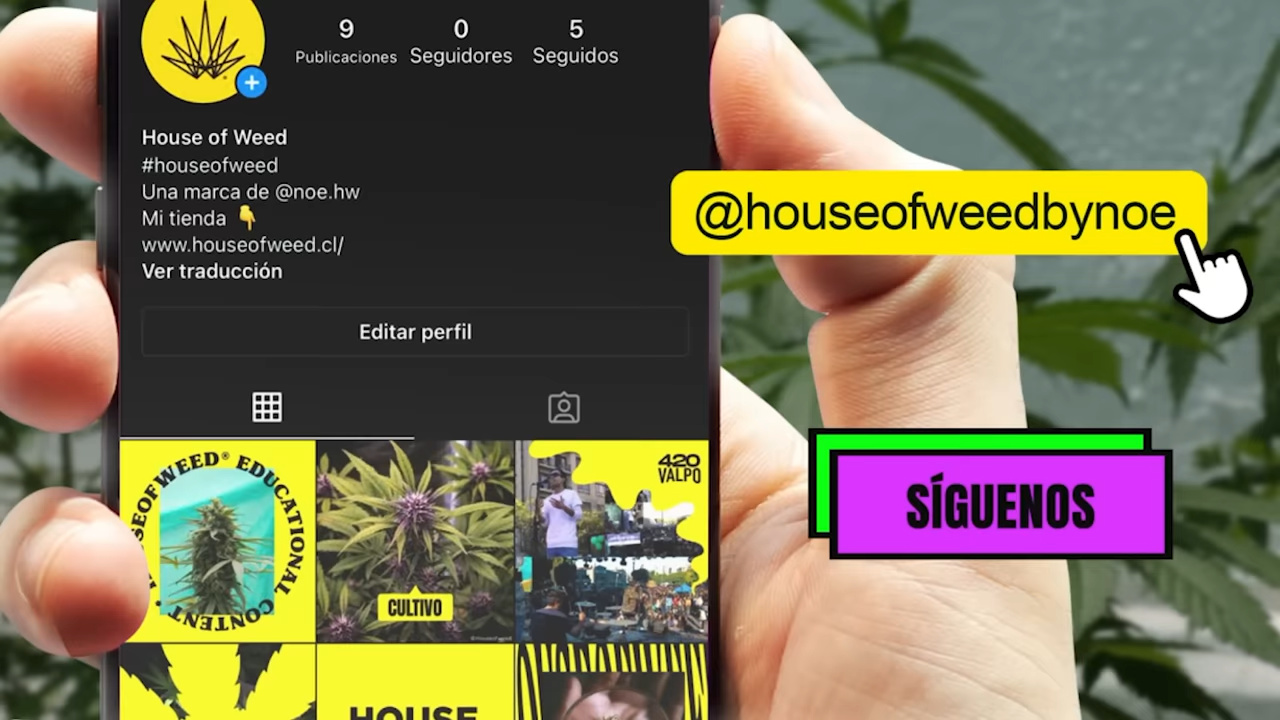 9
Publicaciones
0
Seguidores
5
Seguidos
House of Weed
#houseofweed
Una marca de @noe.hw
Mi tienda 👇
www.houseofweed.cl/
Ver traducción
@houseofweedbynoe
Editar perfil
SÍGUENOS
SEOFWEED® EDUCATIONAL CONTENT •
CULTIVO
420
VALPO
HOUSE